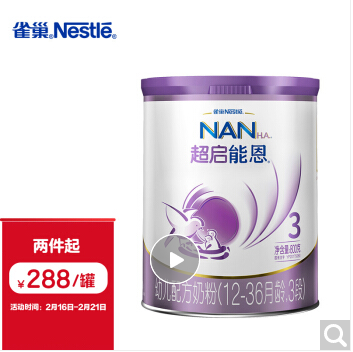 雀巢®Nestlé®
雀巢Nestlé
NAN H.A.
超启能恩
3
净含量:800克
幼儿配方奶粉(12-36月龄,3段)
两件起
¥288/罐
活动时间:2月16日-2月21日